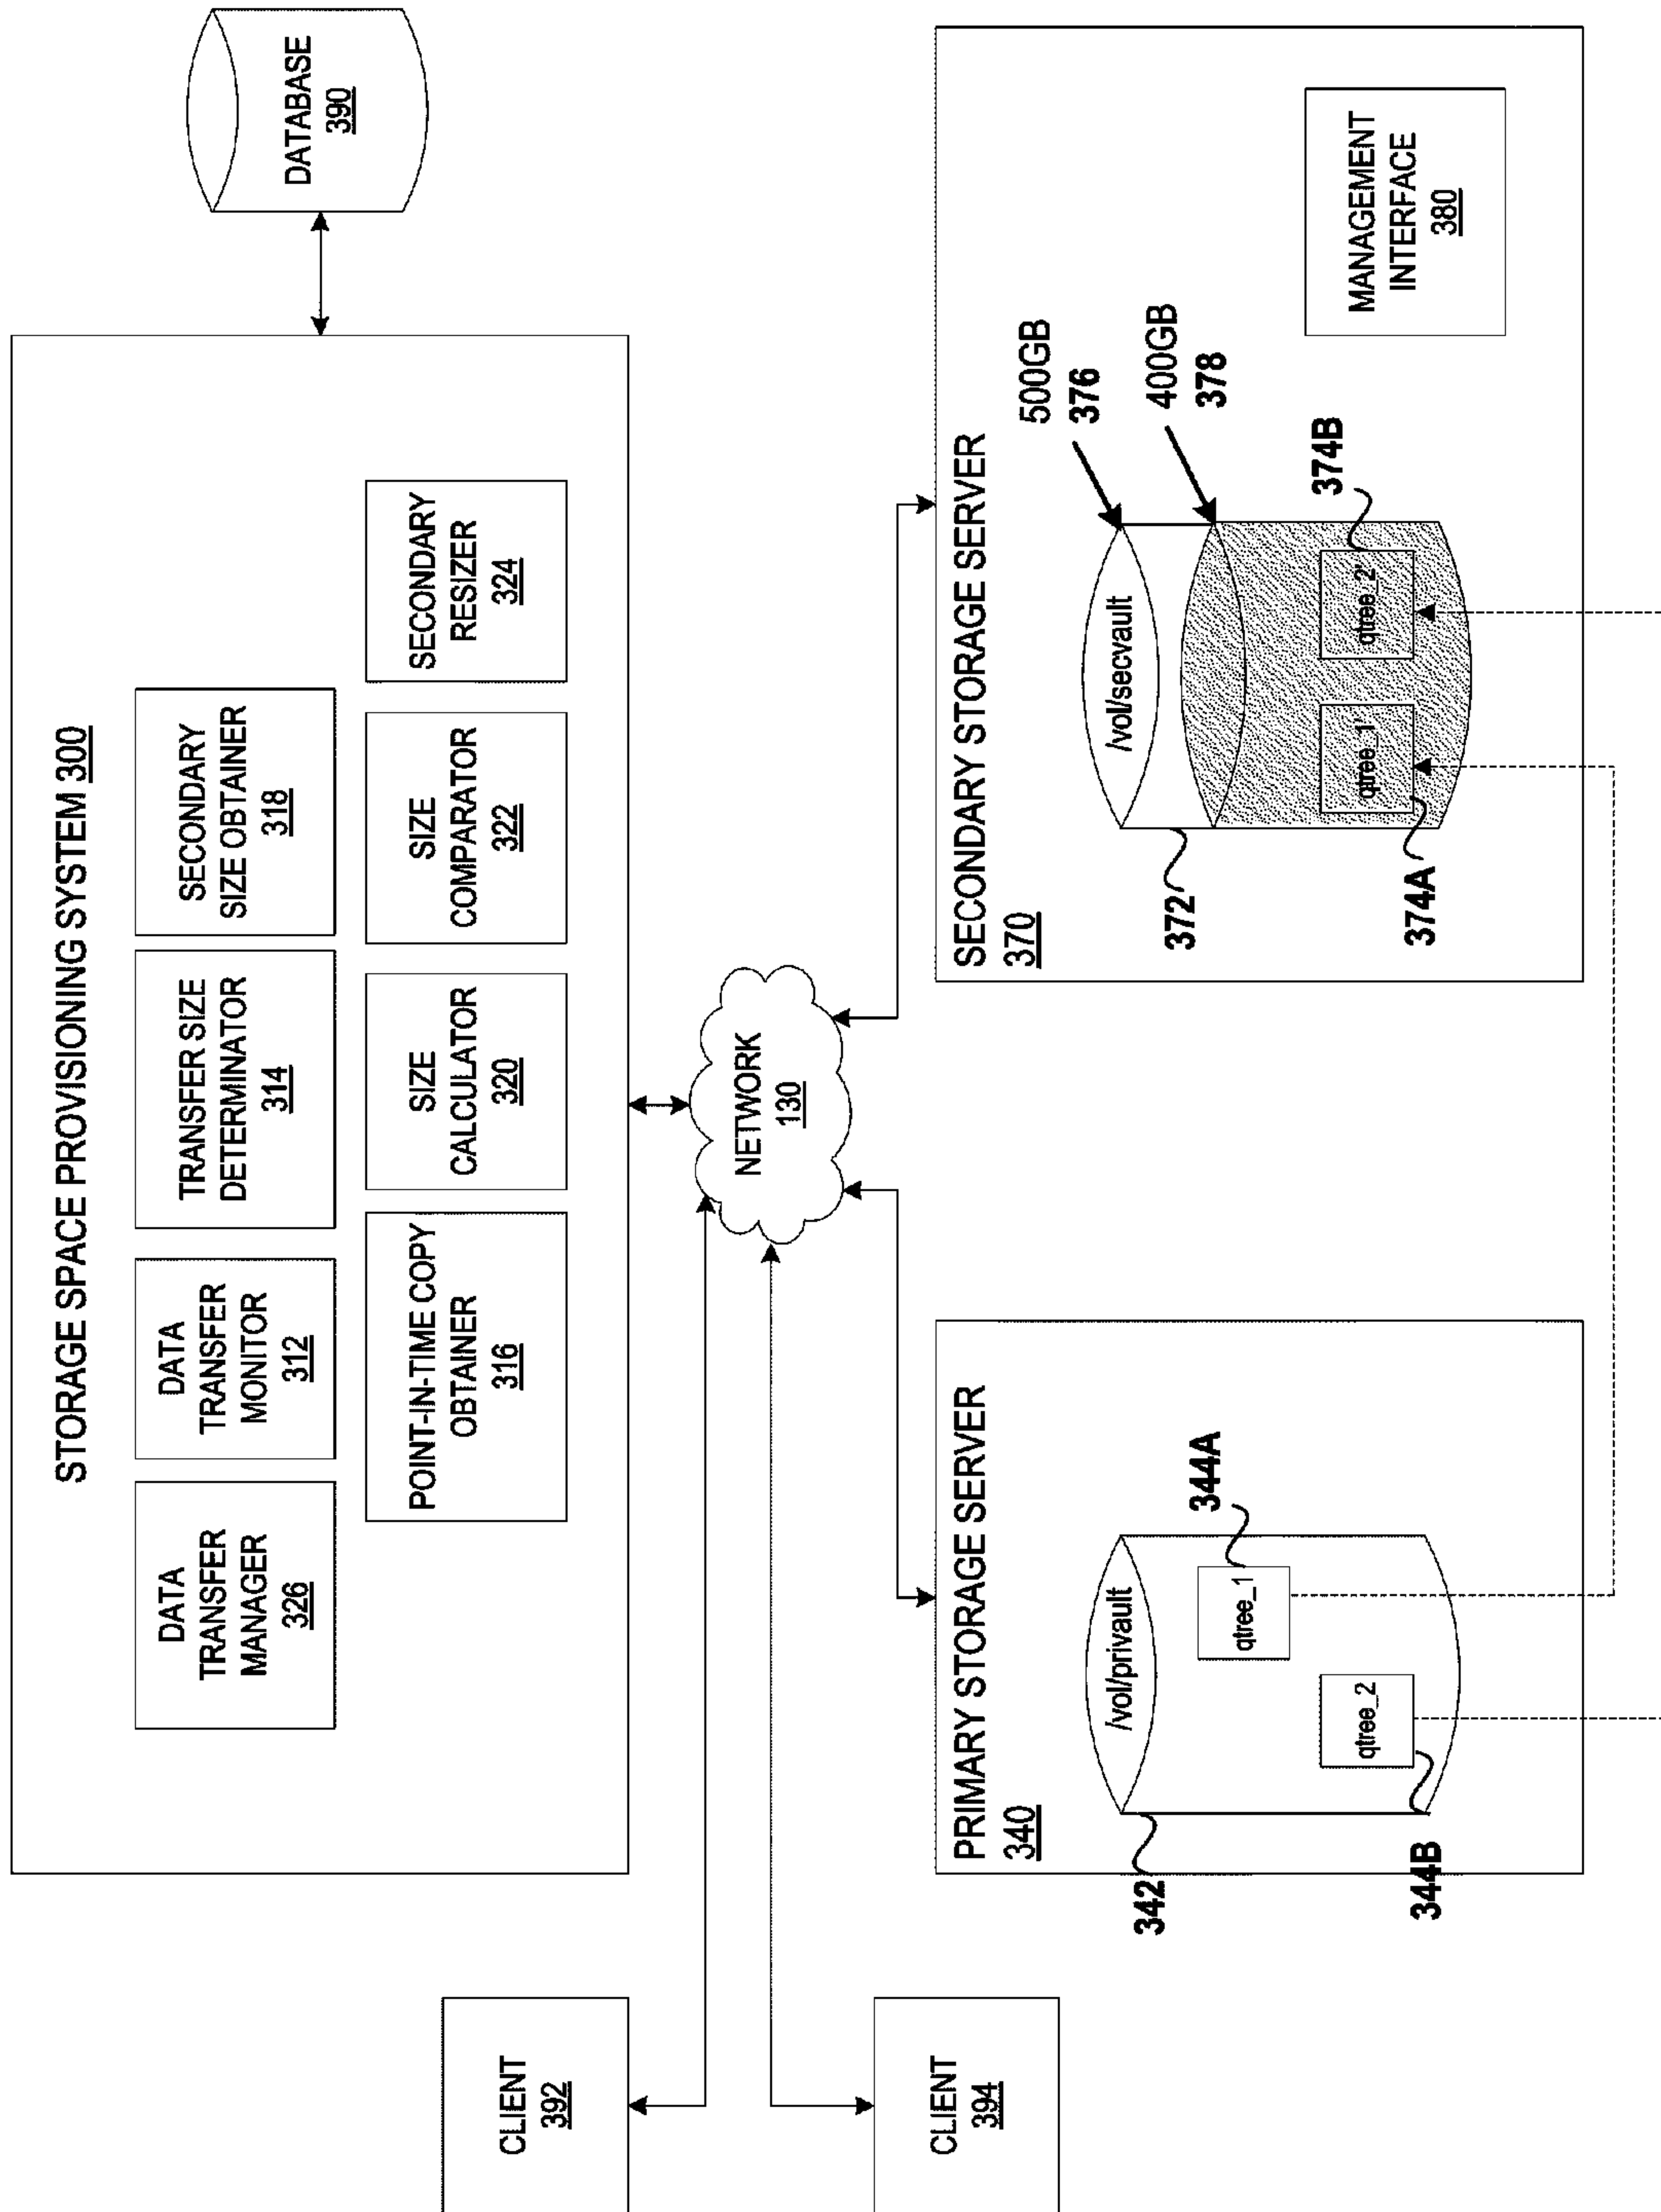 STORAGE SPACE PROVISIONING SYSTEM 300
DATA
TRANSFER
MANAGER
326
DATA
TRANSFER
MONITOR
312
TRANSFER SIZE
DETERMINATOR
314
SECONDARY
SIZE OBTAINER
318
POINT-IN-TIME COPY
OBTAINER
316
SIZE
CALCULATOR
320
SIZE
COMPARATOR
322
SECONDARY
RESIZER
324
DATABASE
390
CLIENT
392
NETWORK
130
CLIENT
394
PRIMARY STORAGE SERVER
340
/vol/privault
342
qtree_1
344A
qtree_2
344B
SECONDARY STORAGE SERVER
370
/vol/secvault
372
500GB
376
400GB
378
qtree_1'
374A
qtree_2'
374B
MANAGEMENT
INTERFACE
380